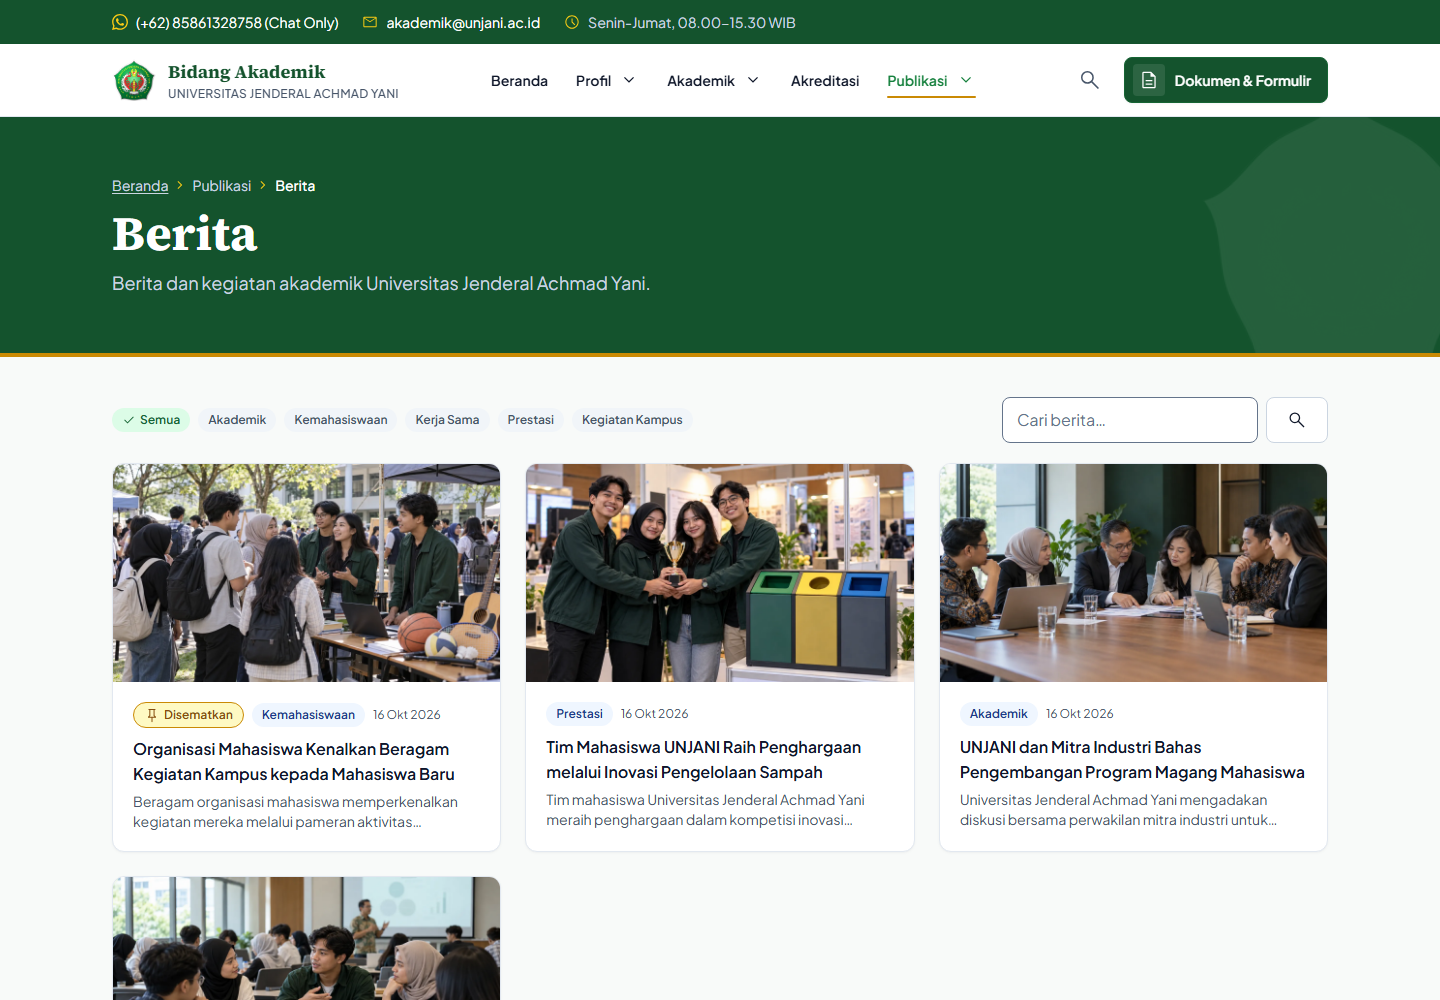 (+62) 85861328758 (Chat Only)
akademik@unjani.ac.id
Senin-Jumat, 08.00–15.30 WIB
Bidang Akademik
UNIVERSITAS JENDERAL ACHMAD YANI
Beranda
Profil
Akademik
Akreditasi
Publikasi
Dokumen & Formulir
Beranda > Publikasi > Berita
Berita
Berita dan kegiatan akademik Universitas Jenderal Achmad Yani.
Semua
Akademik
Kemahasiswaan
Kerja Sama
Prestasi
Kegiatan Kampus
Cari berita...
Disematkan
Kemahasiswaan
16 Okt 2026
Organisasi Mahasiswa Kenalkan Beragam
Kegiatan Kampus kepada Mahasiswa Baru
Beragam organisasi mahasiswa memperkenalkan
kegiatan mereka melalui pameran aktivitas...
Prestasi
16 Okt 2026
Tim Mahasiswa UNJANI Raih Penghargaan
melalui Inovasi Pengelolaan Sampah
Tim mahasiswa Universitas Jenderal Achmad Yani
meraih penghargaan dalam kompetisi inovasi...
Akademik
16 Okt 2026
UNJANI dan Mitra Industri Bahas
Pengembangan Program Magang Mahasiswa
Universitas Jenderal Achmad Yani mengadakan
diskusi bersama perwakilan mitra industri untuk...